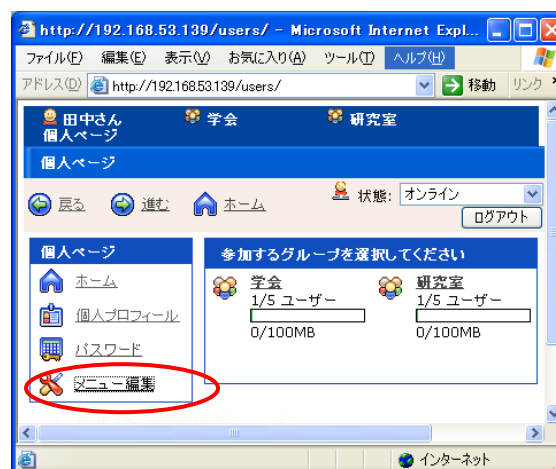 http://192.168.53.139/users/ - Microsoft Internet Expl...
ファイル(F) 編集(E) 表示(V) お気に入り(A) ツール(T) ヘルプ(H)
アドレス(D) http://192.168.53.139/users/ 移動 リンク
田中さん 学会 研究室
個人ページ
個人ページ
戻る 進む ホーム 状態: オンライン
ログアウト
個人ページ
ホーム
個人プロフィール
パスワード
メニュー編集
参加するグループを選択してください
学会
1/5 ユーザー
0/100MB
研究室
1/5 ユーザー
0/100MB
インターネット